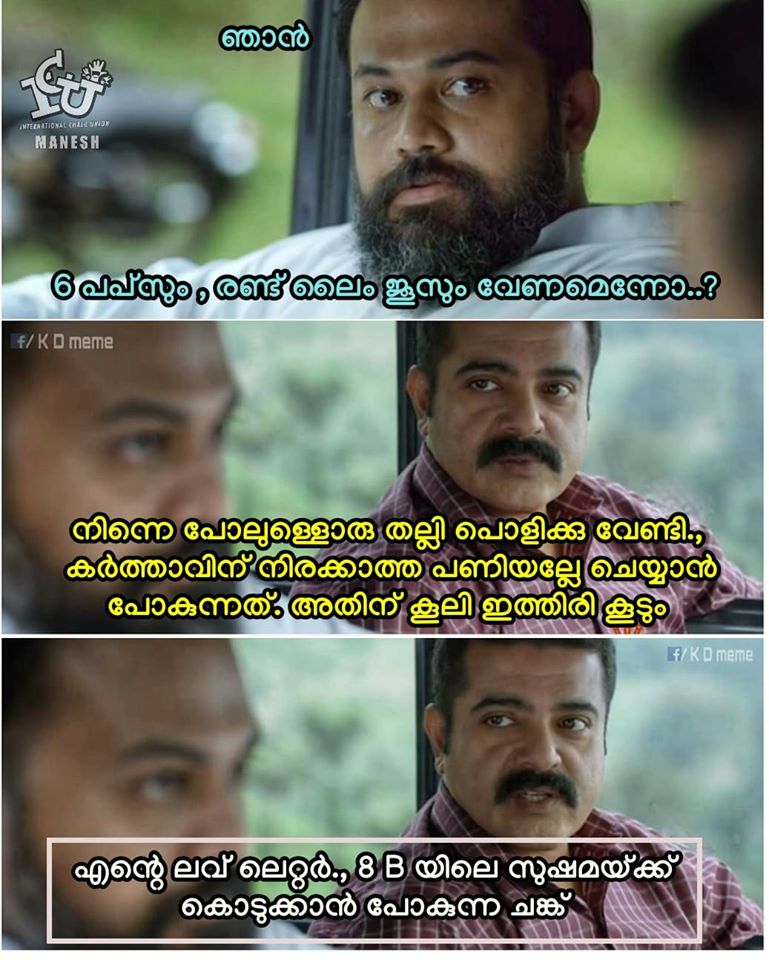 ഞാൻ
ICU
INTERNATIONAL CHALU UNION
MANESH
6 പപ്സും , രണ്ട് ലൈം ജൂസും വേണമെന്നോ..?
f/ K D meme
നിന്നെ പോലുള്ളൊരു തല്ലി പൊളിക്കു വേണ്ടി.,
കർത്താവിന് നിരക്കാത്ത പണിയല്ലേ ചെയ്യാൻ
പോകുന്നത്. അതിന് കൂലി ഇത്തിരി കൂടും
f/ K D meme
എന്റെ ലവ് ലെറ്റർ., 8 B യിലെ സുഷമയ്ക്ക്
കൊടുക്കാൻ പോകുന്ന ചങ്ക്